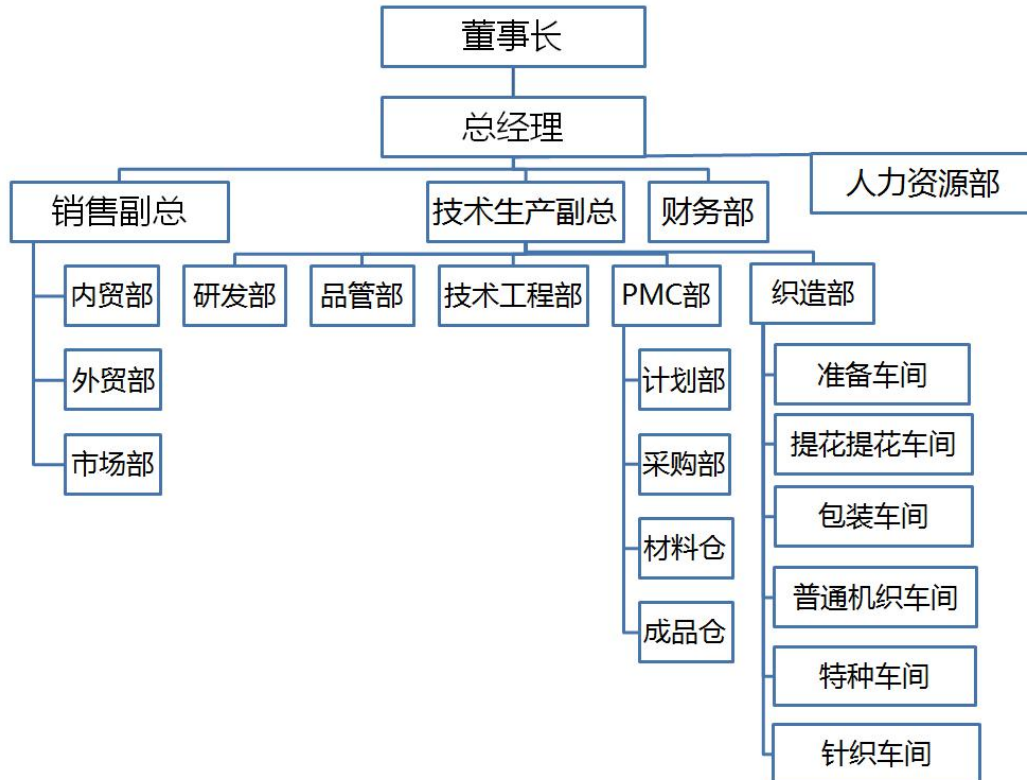 董事长
总经理
人力资源部
销售副总
技术生产副总
财务部
内贸部
研发部
品管部
技术工程部
PMC部
织造部
外贸部
计划部
准备车间
市场部
采购部
提花提花车间
包装车间
材料仓
普通机织车间
成品仓
特种车间
针织车间